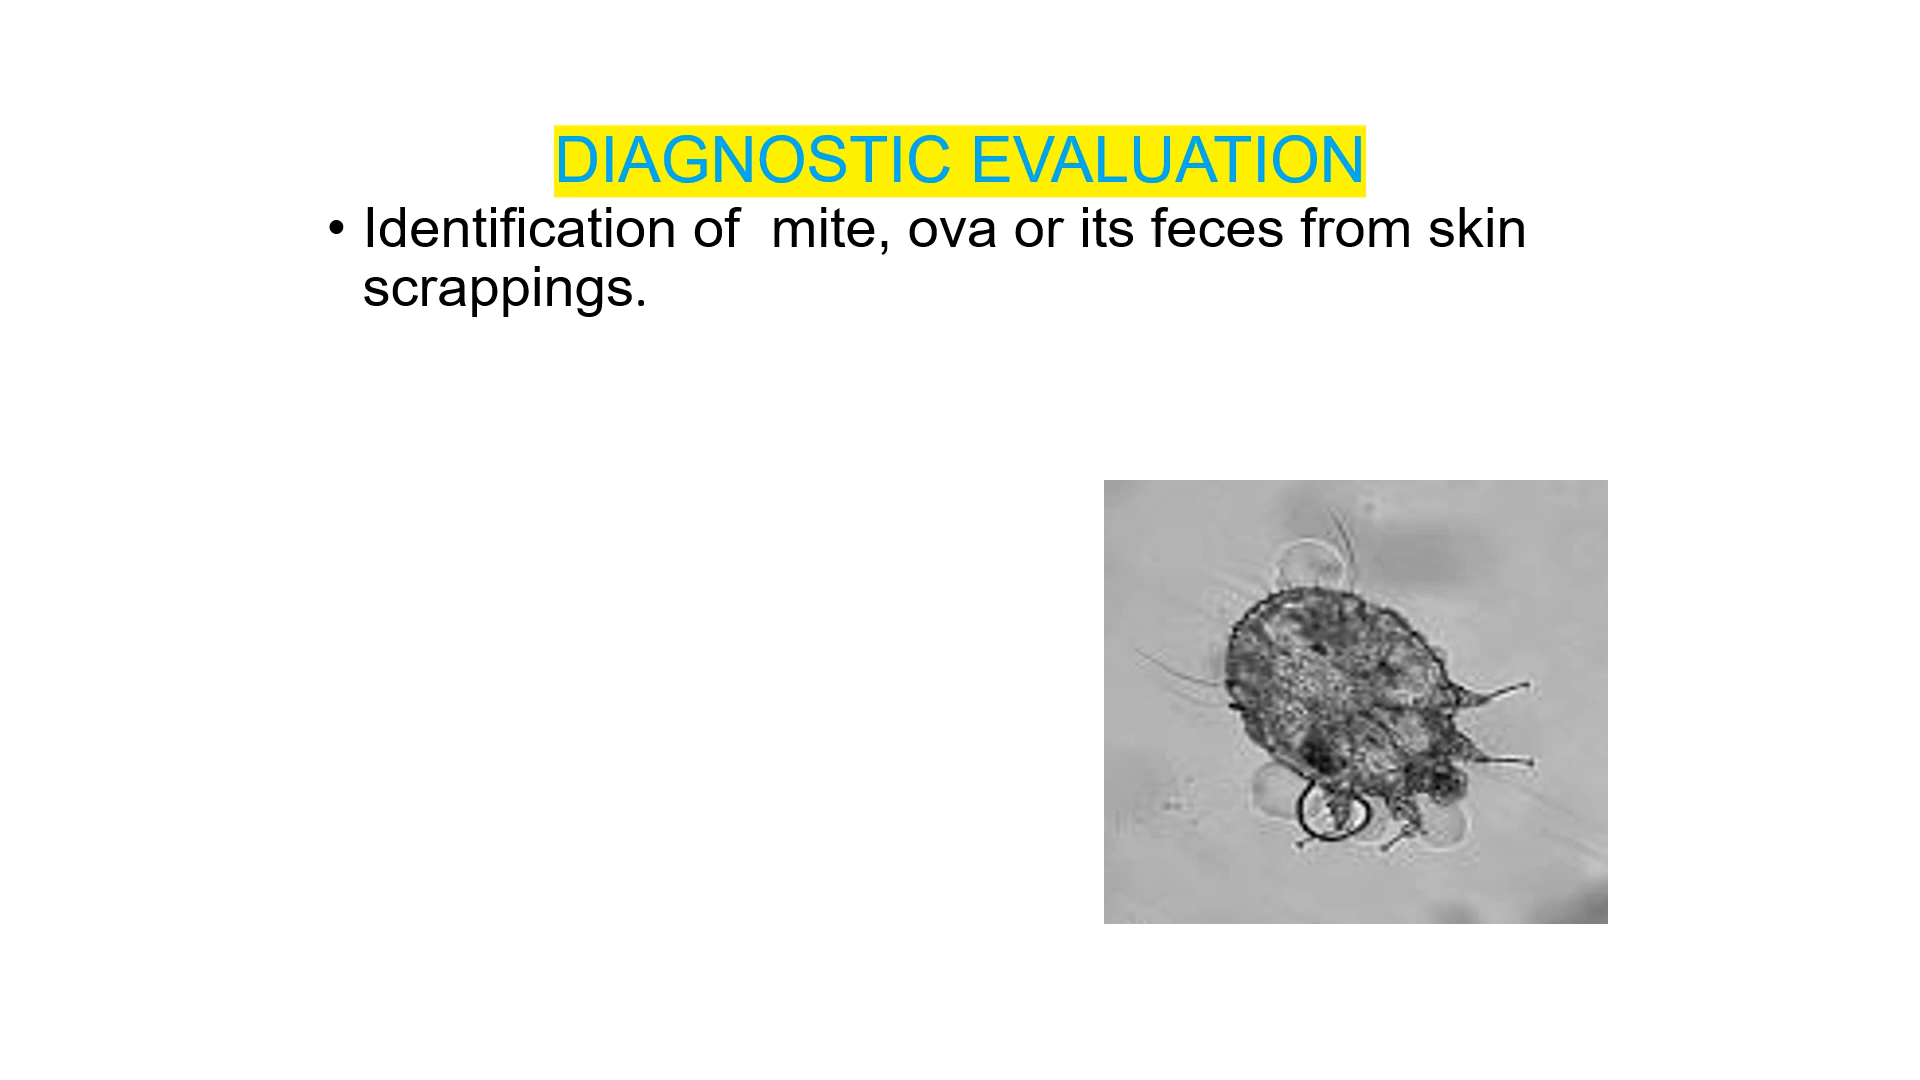 DIAGNOSTIC EVALUATION
• Identification of  mite, ova or its feces from skin
scrappings.